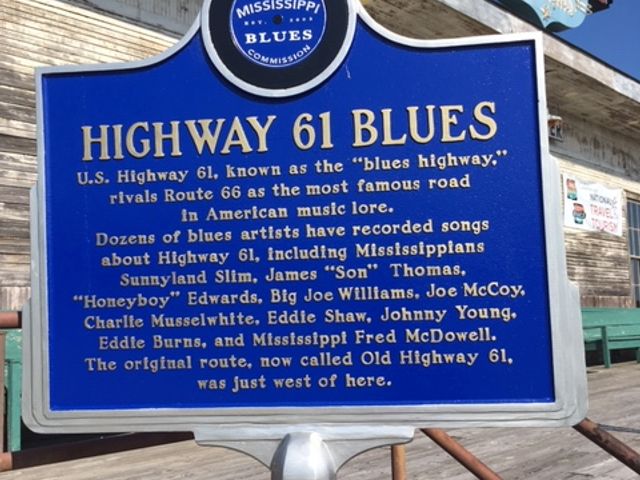 MISSISSIPPI
BLUES
COMMISSION
HIGHWAY 61 BLUES
U.S. Highway 61, known as the "blues highway,"
rivals Route 66 as the most famous road
in American music lore.
Dozens of blues artists have recorded songs
about Highway 61, including Mississippians
Sunnyland Slim, James "Son" Thomas,
"Honeyboy" Edwards, Big Joe Williams, Joe McCoy,
Charlie Musselwhite, Eddie Shaw, Johnny Young,
Eddie Burns, and Mississippi Fred McDowell.
The original route, now called Old Highway 61,
was just west of here.
NATIONAL
TRAVEL &
TOURISM